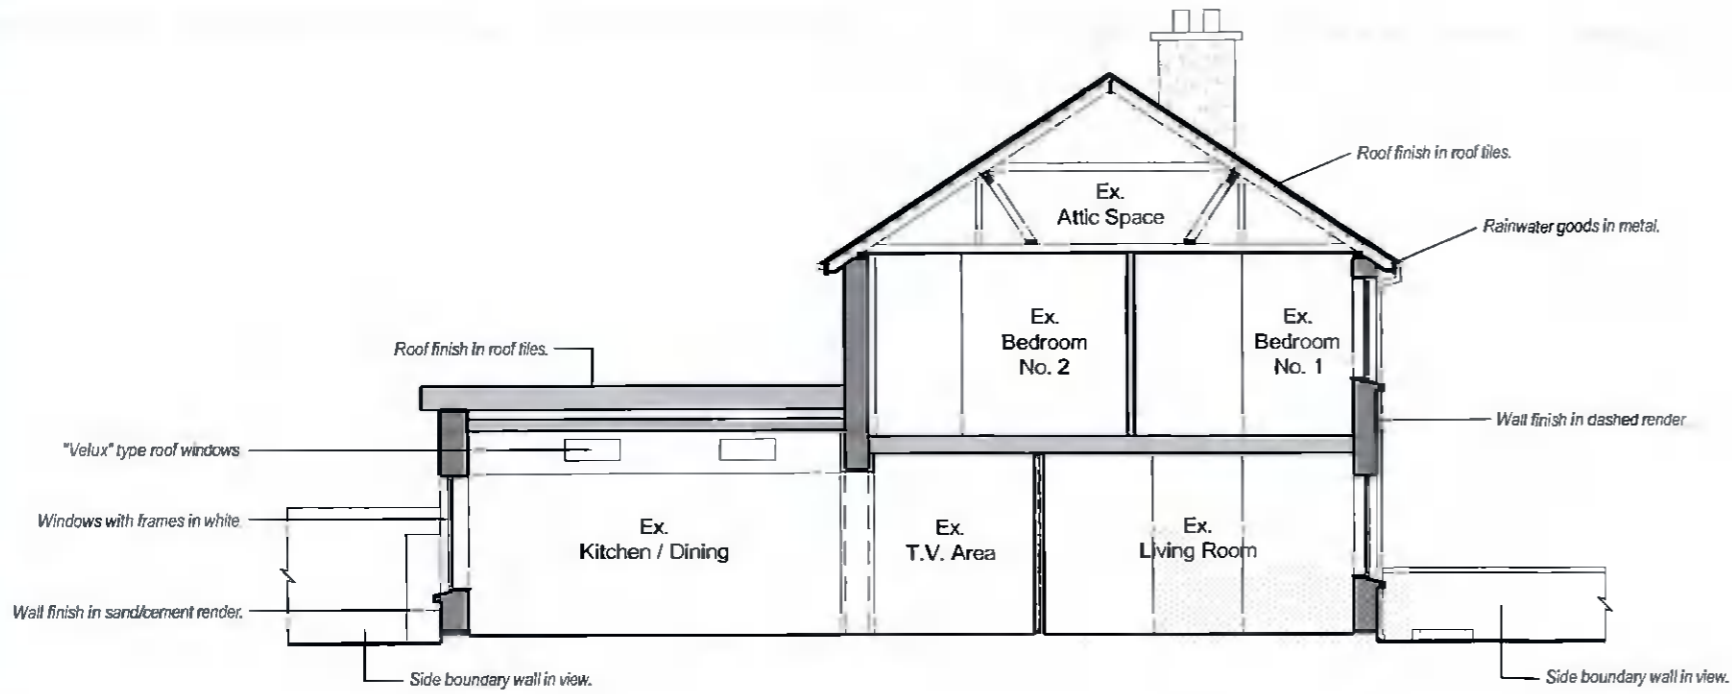 Roof finish in roof tiles.
Ex.
Attic Space
Rainwater goods in metal.
Ex.
Bedroom
No. 2
Ex.
Bedroom
No. 1
Roof finish in roof tiles.
Wall finish in dashed render
"Velux" type roof windows
Windows with frames in white.
Ex.
Kitchen / Dining
Ex.
T.V. Area
Ex.
Living Room
Wall finish in sand/cement render.
Side boundary wall in view.
Side boundary wall in view.